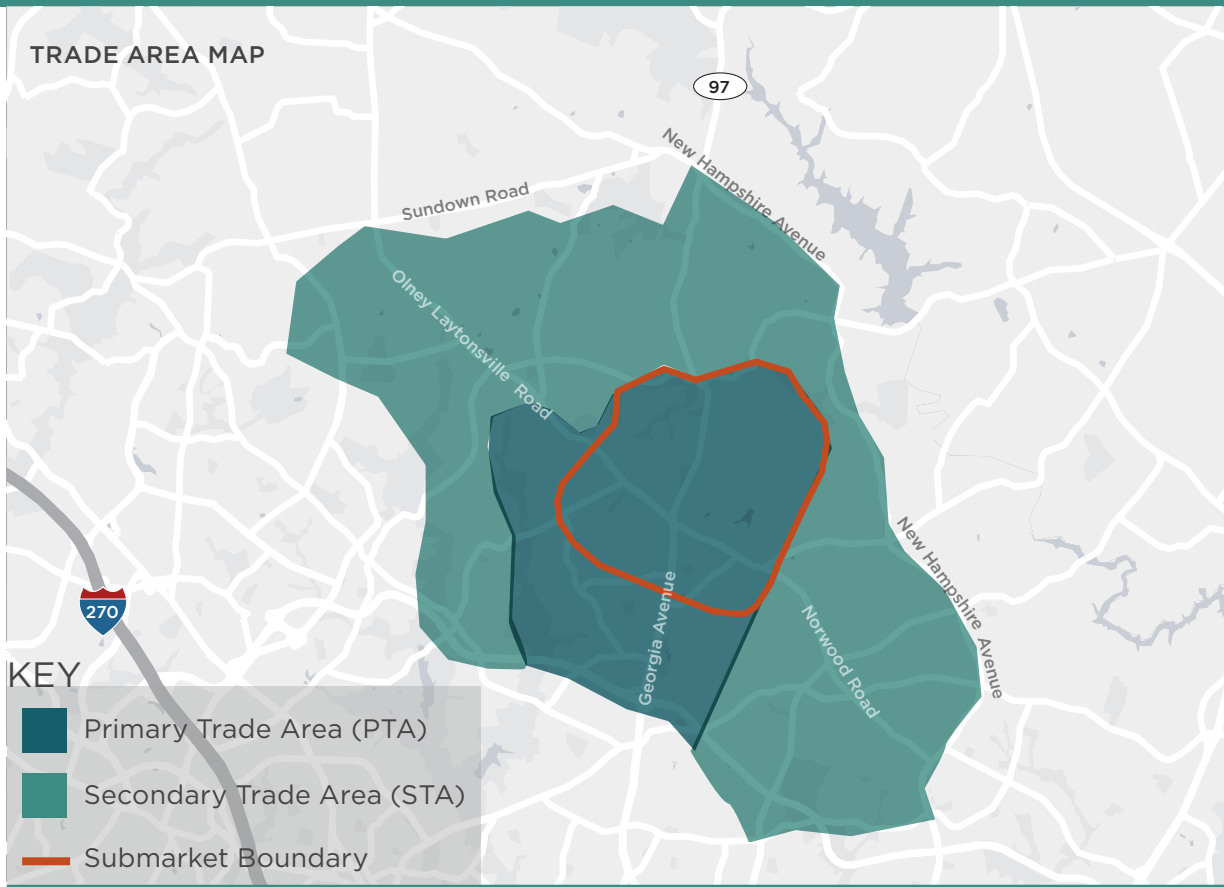 TRADE AREA MAP
97
New Hampshire Avenue
Sundown Road
Olney Laytonsville Road
New Hampshire Avenue
Georgia Avenue
Norwood Road
270
KEY
Primary Trade Area (PTA)
Secondary Trade Area (STA)
Submarket Boundary